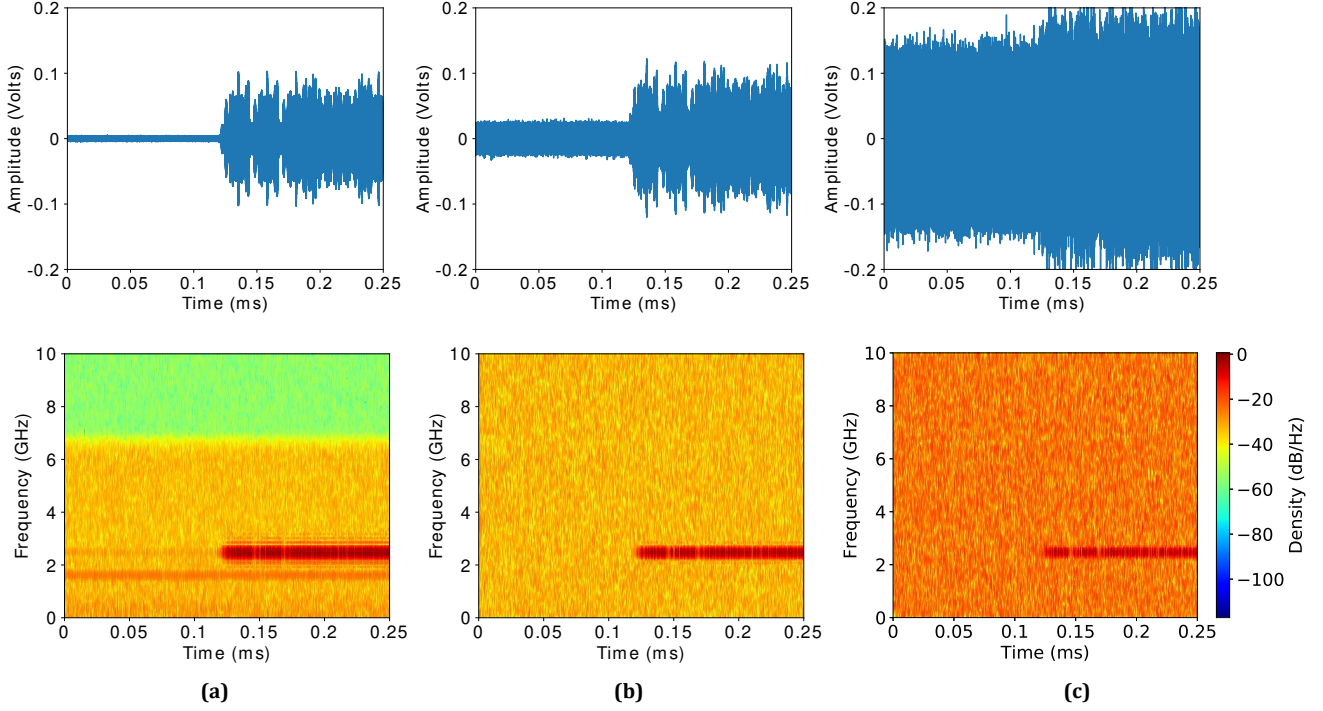 0.2
0.1
0
-0.1
-0.2
Amplitude (Volts)
0 0.05 0.1 0.15 0.2 0.25
Time (ms)
0.2
0.1
0
-0.1
-0.2
Amplitude (Volts)
0 0.05 0.1 0.15 0.2 0.25
Time (ms)
0.2
0.1
0
-0.1
-0.2
Amplitude (Volts)
0 0.05 0.1 0.15 0.2 0.25
Time (ms)
10
8
6
4
2
0
Frequency (GHz)
0 0.05 0.1 0.15 0.2 0.25
Time (ms)
(a)
10
8
6
4
2
0
Frequency (GHz)
0 0.05 0.1 0.15 0.2 0.25
Time (ms)
(b)
10
8
6
4
2
0
Frequency (GHz)
0 0.05 0.1 0.15 0.2 0.25
Time (ms)
(c)
0
−20
−40
−60
−80
−100
Density (dB/Hz)